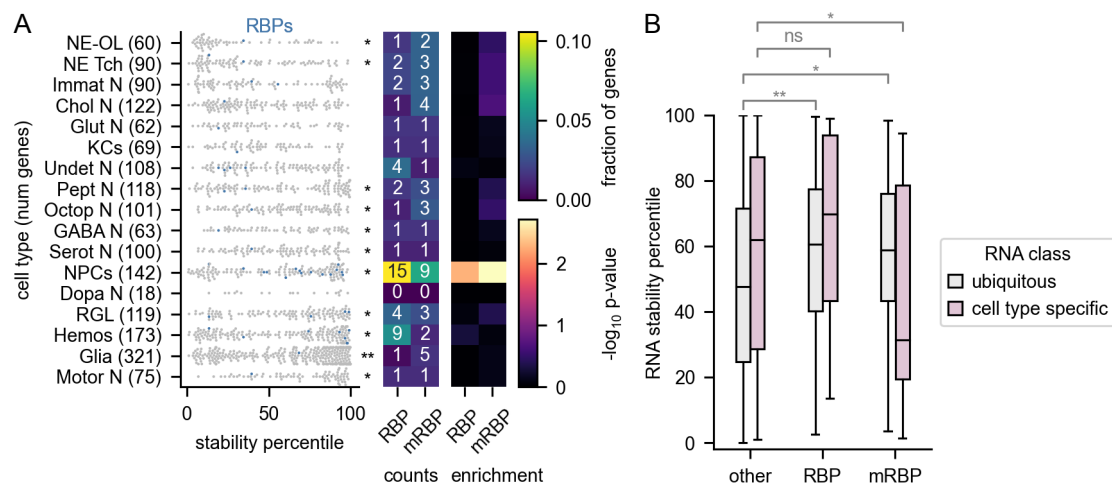 A
RBPs
cell type (num genes)
NE-OL (60) * 1 2
NE Tch (90) * 2 3
Immat N (90) 2 3
Chol N (122) 1 4
Glut N (62) 1 1
KCs (69) 1 1
Undet N (108) 4 1
Pept N (118) * 2 3
Octop N (101) * 1 3
GABA N (63) * 1 1
Serot N (100) * 1 1
NPCs (142) * 15 9
Dopa N (18) 0 0
RGL (119) * 4 3
Hemos (173) * 9 2
Glia (321) ** 1 5
Motor N (75) * 1 1
0 50 100
stability percentile
RBP mRBP RBP mRBP
counts enrichment
0.10
0.05
0.00
fraction of genes
2
1
0
-log10 p-value
B
*
ns
*
**
RNA stability percentile
100
80
60
40
20
0
other RBP mRBP
RNA class
ubiquitous
cell type specific